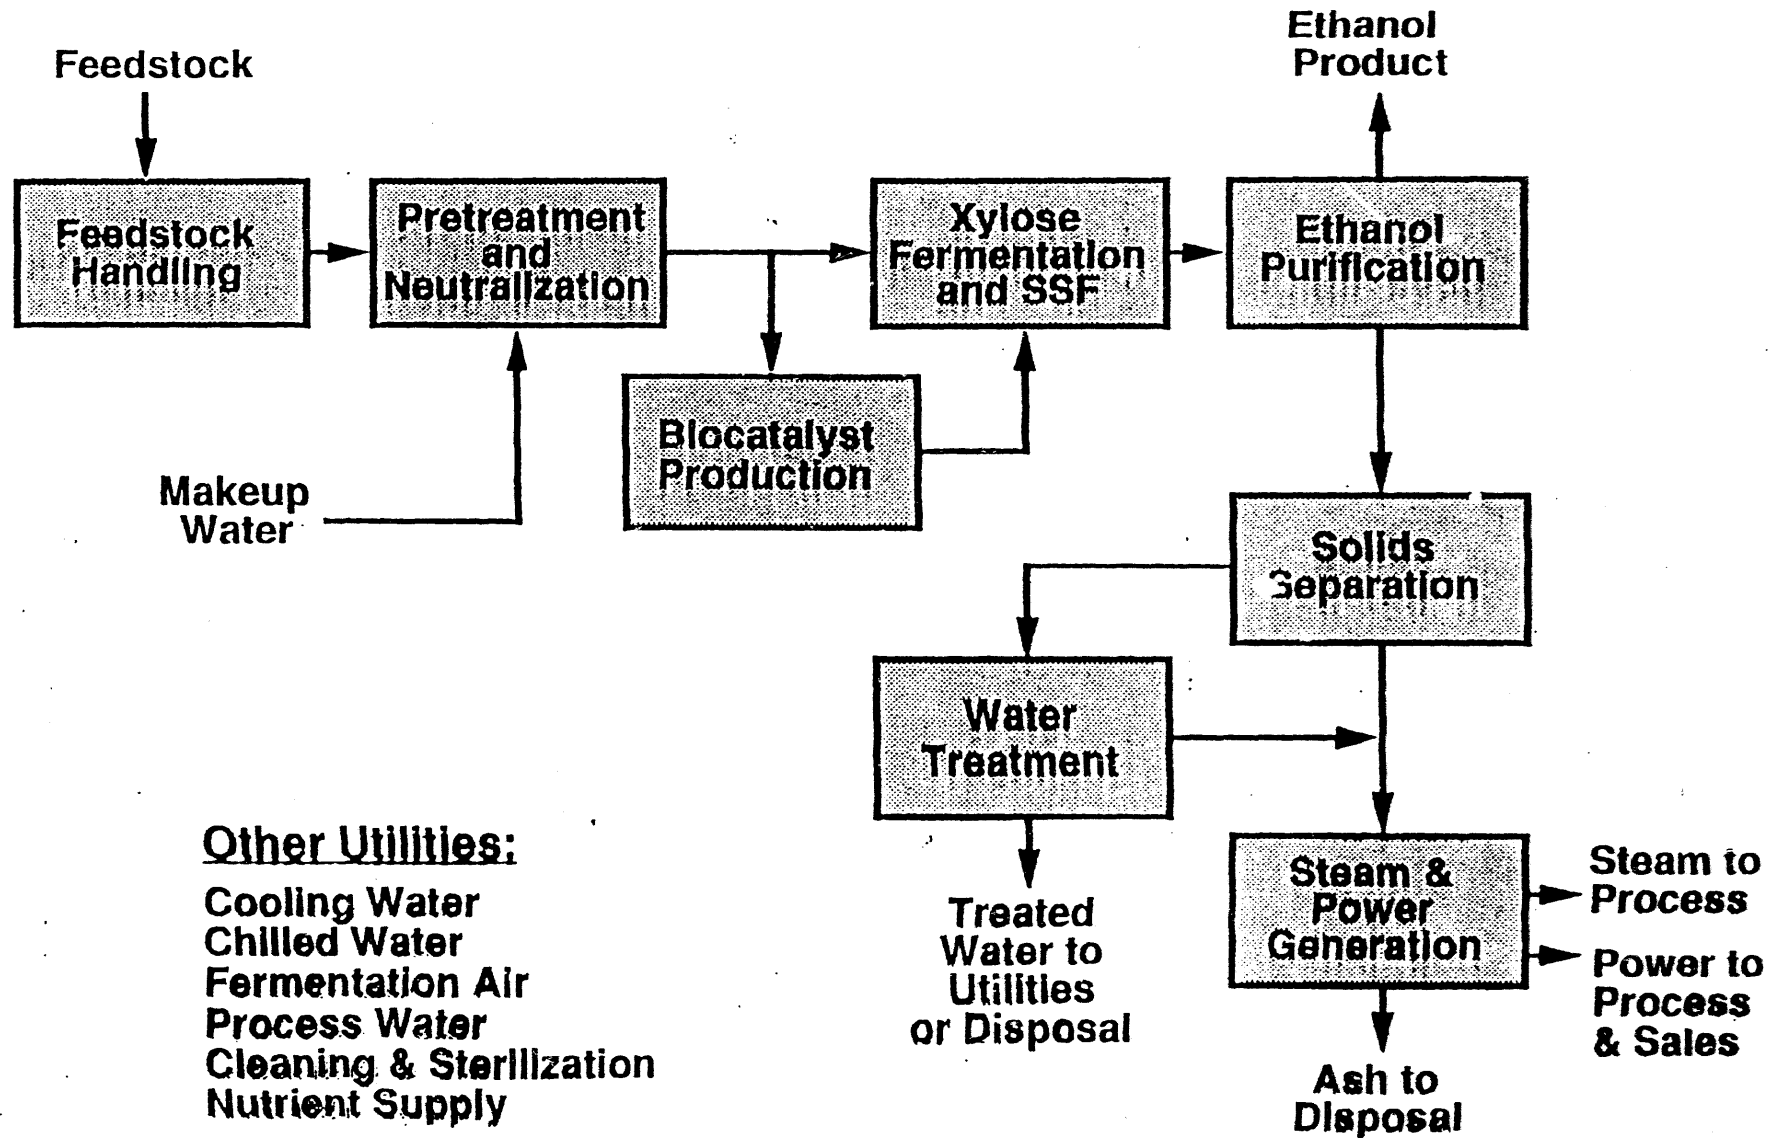 Feedstock
Ethanol
Product
Feedstock
Handling
Pretreatment
and
Neutralization
Xylose
Fermentation
and SSF
Ethanol
Purification
Biocatalyst
Production
Makeup
Water
Solids
Separation
Water
Treatment
Steam &
Power
Generation
Steam to
Process
Power to
Process
& Sales
Treated
Water to
Utilities
or Disposal
Ash to
Disposal
Other Utilities:
Cooling Water
Chilled Water
Fermentation Air
Process Water
Cleaning & Sterilization
Nutrient Supply